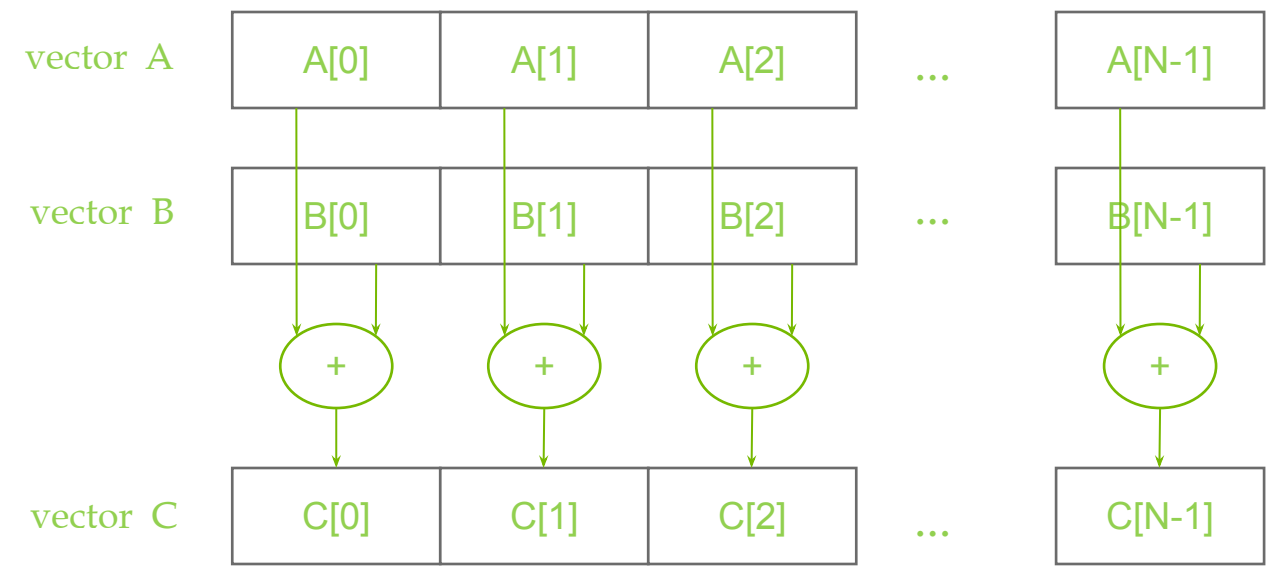 vector A A[0] A[1] A[2] ... A[N-1]
vector B B[0] B[1] B[2] ... B[N-1]
+ + + +
vector C C[0] C[1] C[2] ... C[N-1]